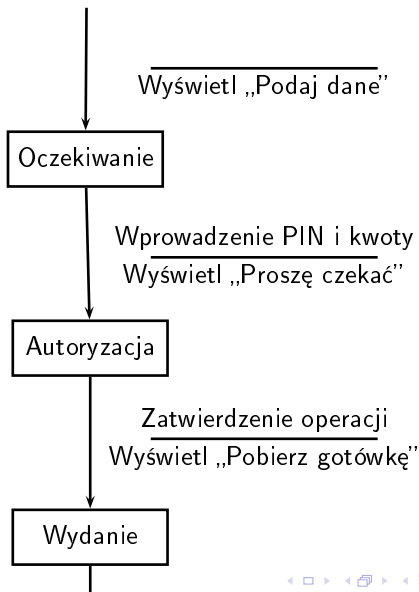 Wyświetl „Podaj dane”
Oczekiwanie
Wprowadzenie PIN i kwoty
Wyświetl „Proszę czekać”
Autoryzacja
Zatwierdzenie operacji
Wyświetl „Pobierz gotówkę”
Wydanie